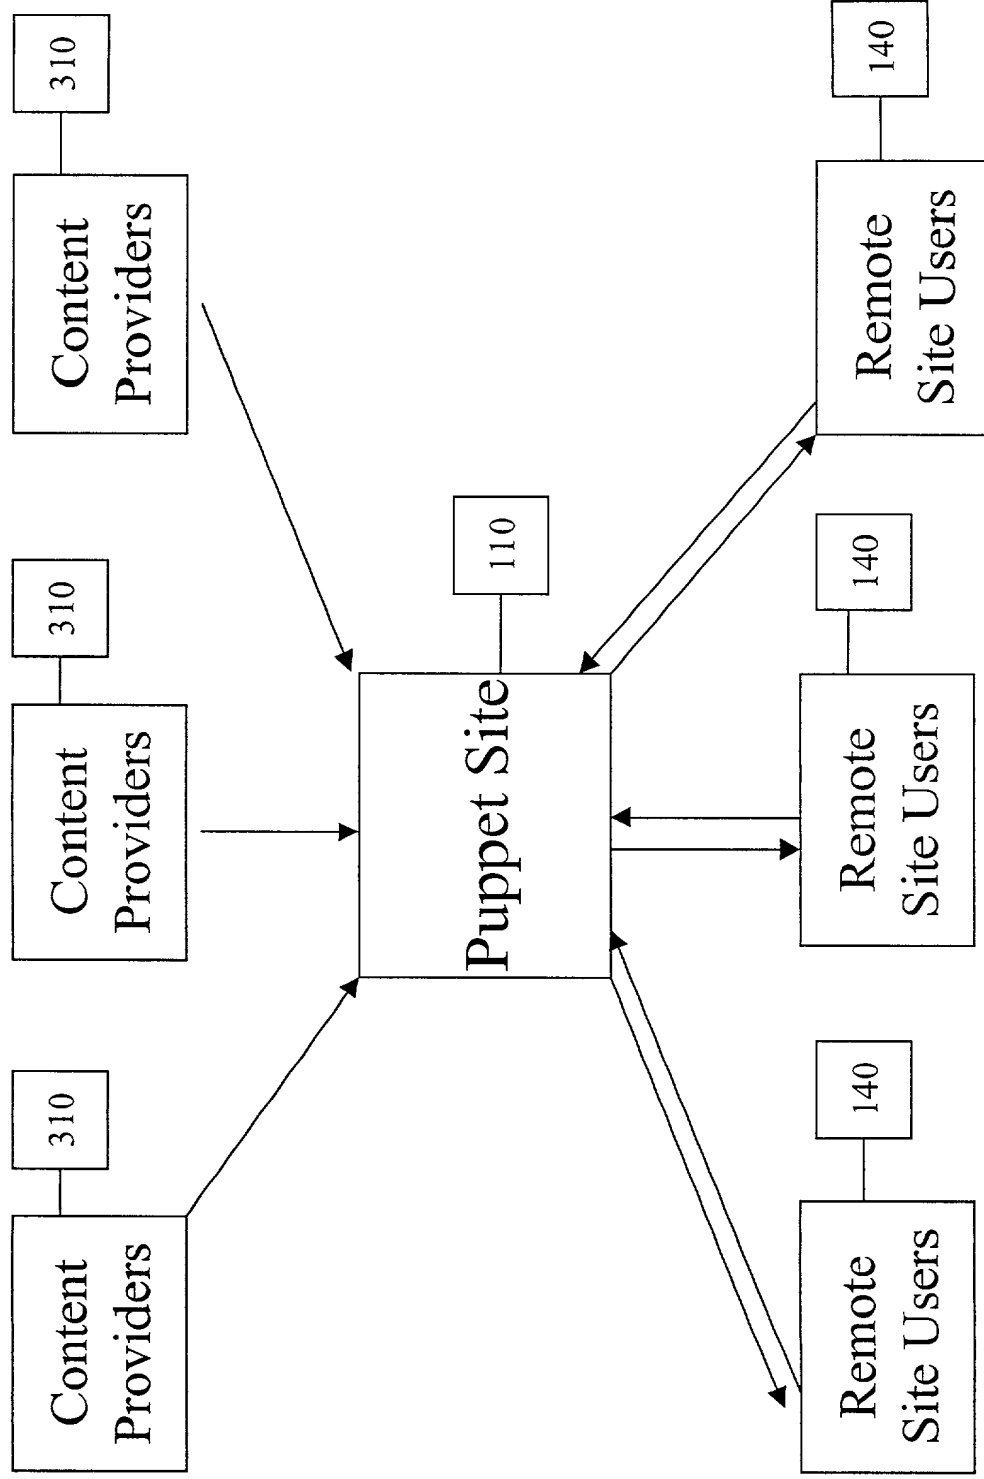 310
310
310
Content
Providers
Content
Providers
Content
Providers
110
Puppet Site
140
140
140
Remote
Site Users
Remote
Site Users
Remote
Site Users